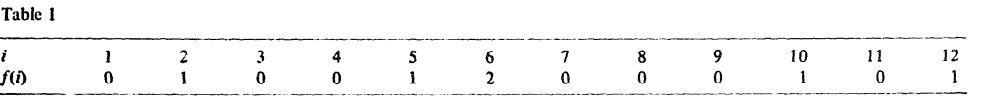 Table 1
i 1 2 3 4 5 6 7 8 9 10 11 12
f(i) 0 1 0 0 1 2 0 0 0 1 0 1